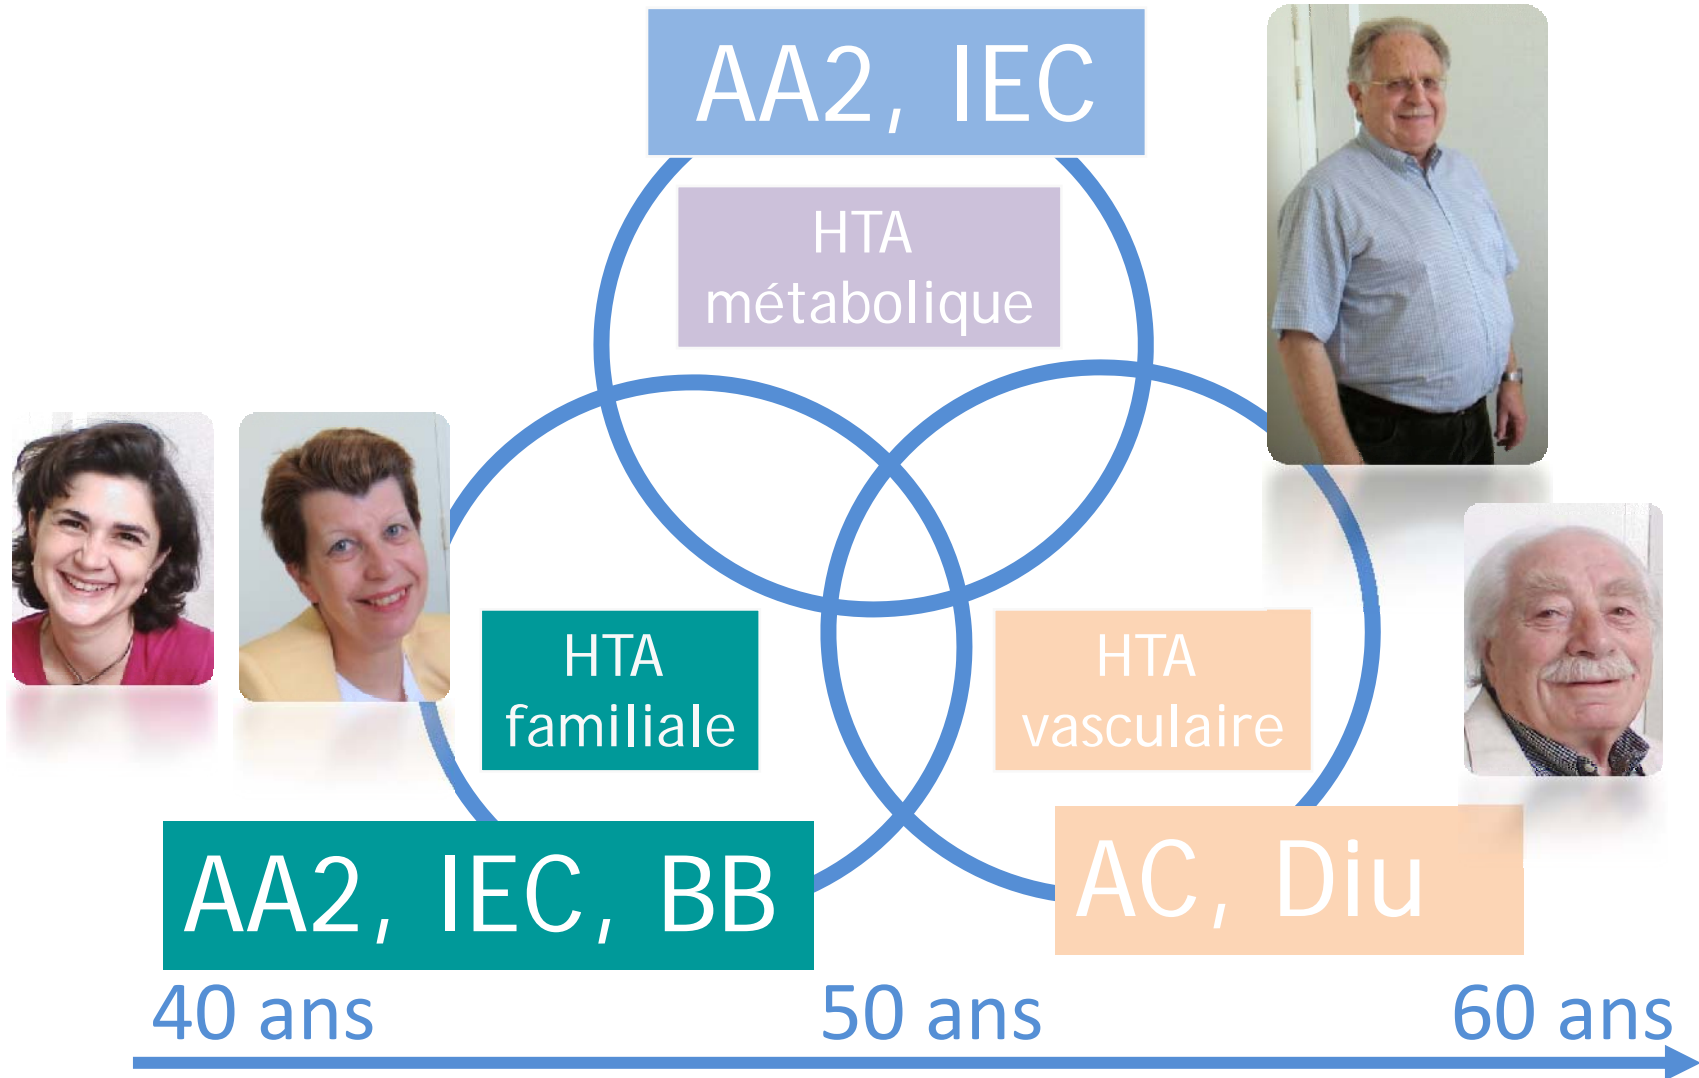 AA2, IEC
HTA
métabolique
HTA
familiale
HTA
vasculaire
AA2, IEC, BB
AC, Diu
40 ans
50 ans
60 ans